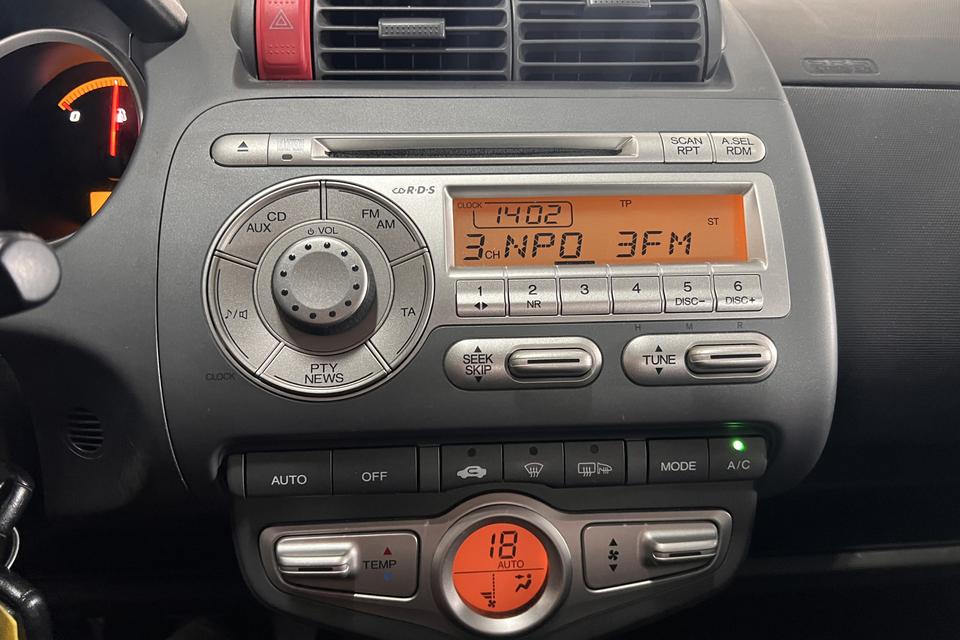 0
SCAN
RPT
A.SEL
RDM
CD R·D·S
CLOCK
14:02
TP
ST
3CH NPO 3FM
CD
AUX
FM
AM
VOL
TA
PTY
NEWS
CLOCK
1
2
NR
3
4
5
DISC-
6
DISC+
H
M
R
SEEK
SKIP
TUNE
AUTO
OFF
MODE
A/C
TEMP
18
AUTO